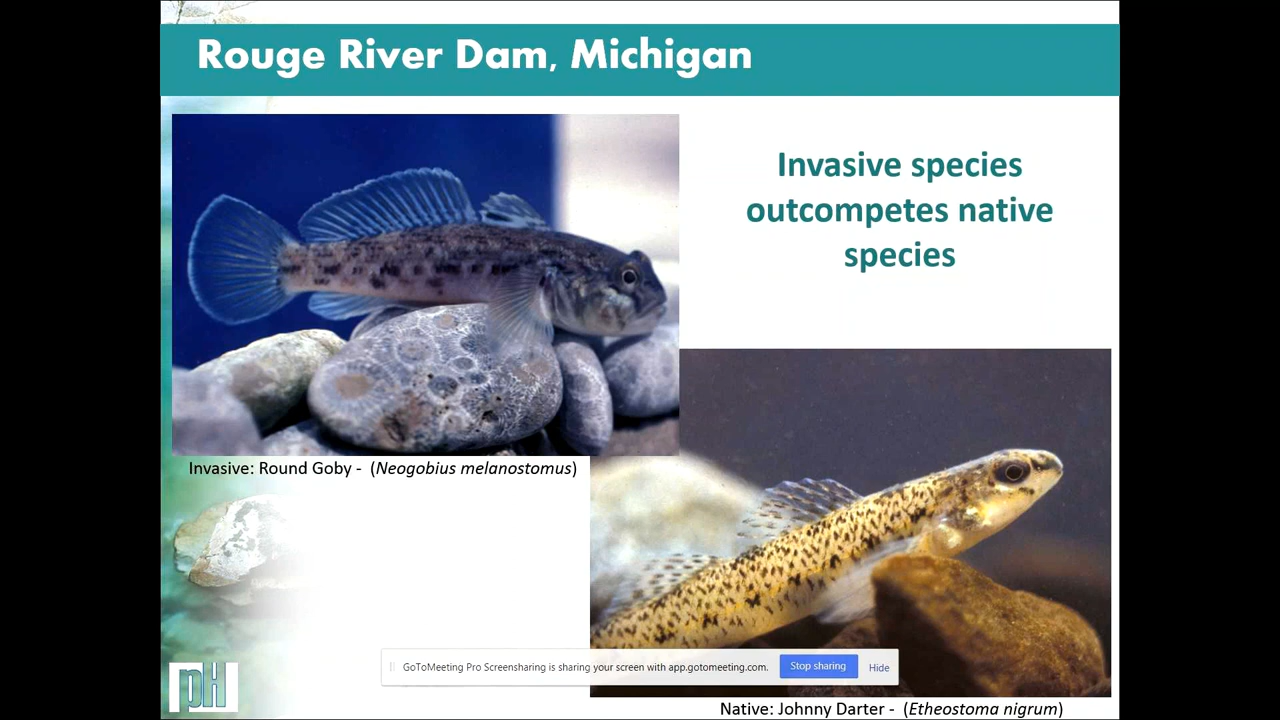 Rouge River Dam, Michigan
Invasive species
outcompetes native
species
Invasive: Round Goby - (Neogobius melanostomus)
GoToMeeting Pro Screensharing is sharing your screen with app.gotomeeting.com. Stop sharing Hide
pH
Native: Johnny Darter - (Etheostoma nigrum)